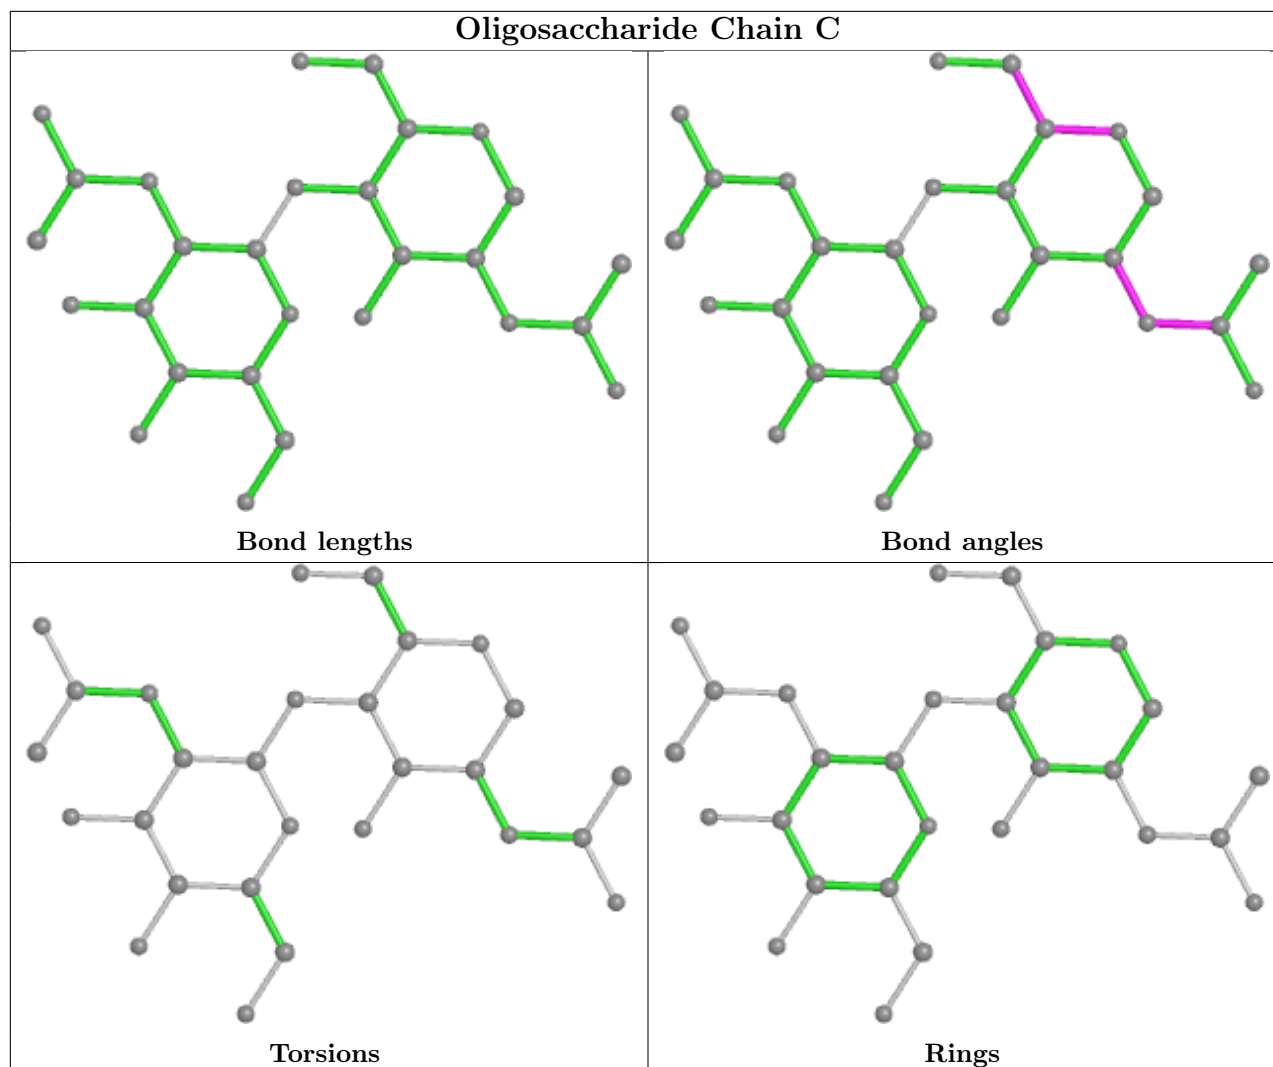 Oligosaccharide Chain C
Bond lengths
Bond angles
Torsions
Rings